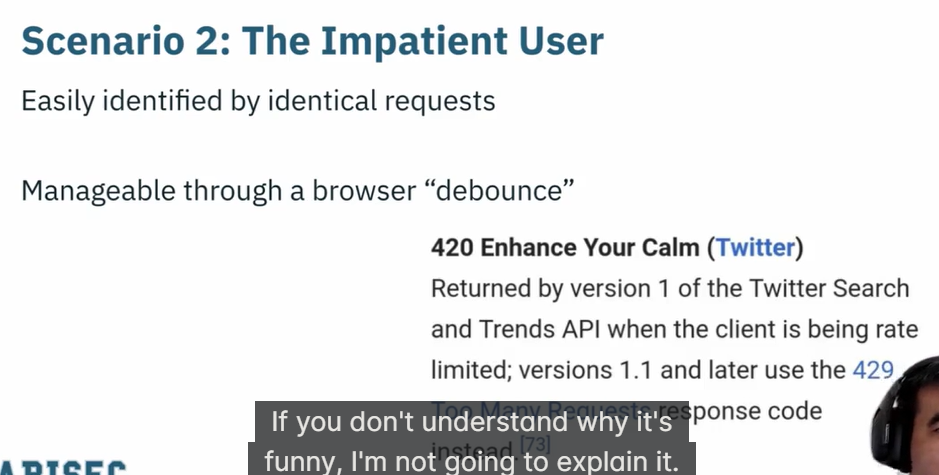 Scenario 2: The Impatient User
Easily identified by identical requests
Manageable through a browser “debounce”
420 Enhance Your Calm (Twitter)
Returned by version 1 of the Twitter Search
and Trends API when the client is being rate
limited; versions 1.1 and later use the 429
Too Many Requests response code
instead.[73]
If you don't understand why it's
funny, I'm not going to explain it.
APISEC